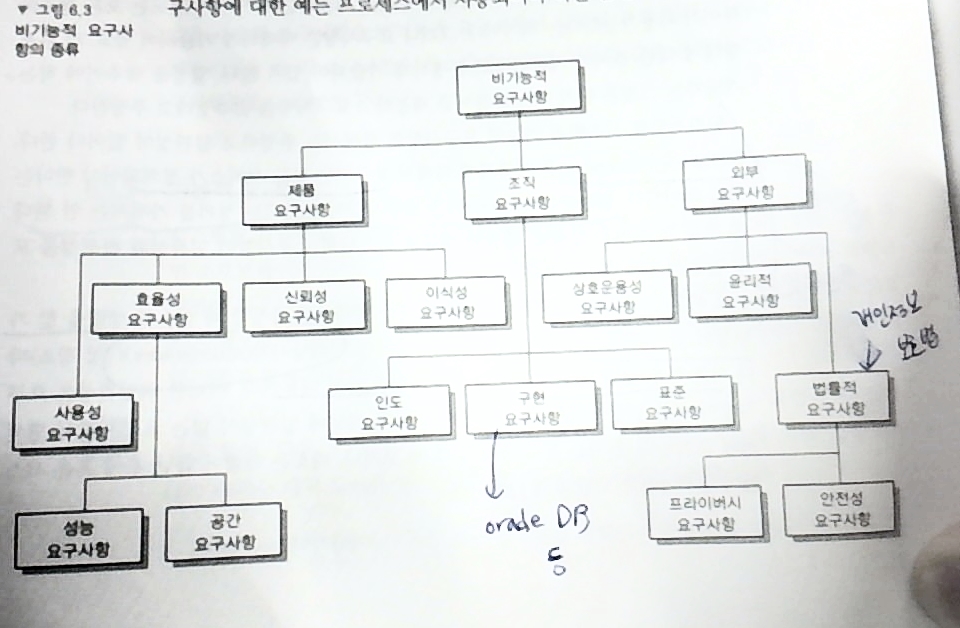 ▼ 그림 6.3
구사항에 대한 예는 프로세스에서
비기능적 요구사
항의 종류
비기능적
요구사항
제품
요구사항
조직
요구사항
외부
요구사항
효율성
요구사항
신뢰성
요구사항
이식성
요구사항
상호운용성
요구사항
윤리적
요구사항
개인정보
보호법
사용성
요구사항
인도
요구사항
구현
요구사항
표준
요구사항
법률적
요구사항
성능
요구사항
공간
요구사항
oracle DB
등
프라이버시
요구사항
안전성
요구사항